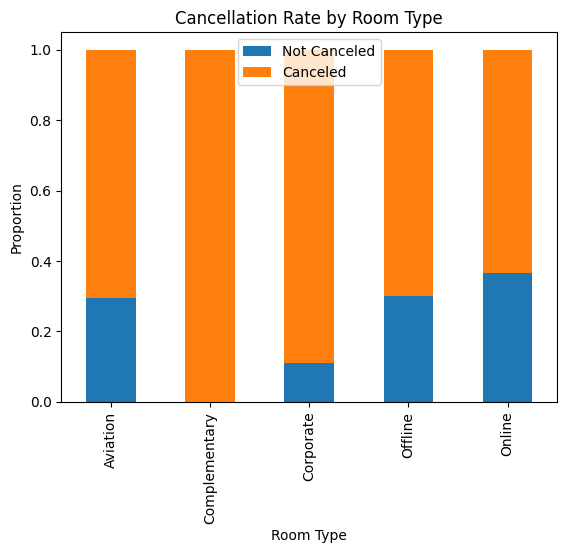 Cancellation Rate by Room Type
Not Canceled
Canceled
Proportion
1.0
0.8
0.6
0.4
0.2
0.0
Aviation
Complementary
Corporate
Offline
Online
Room Type